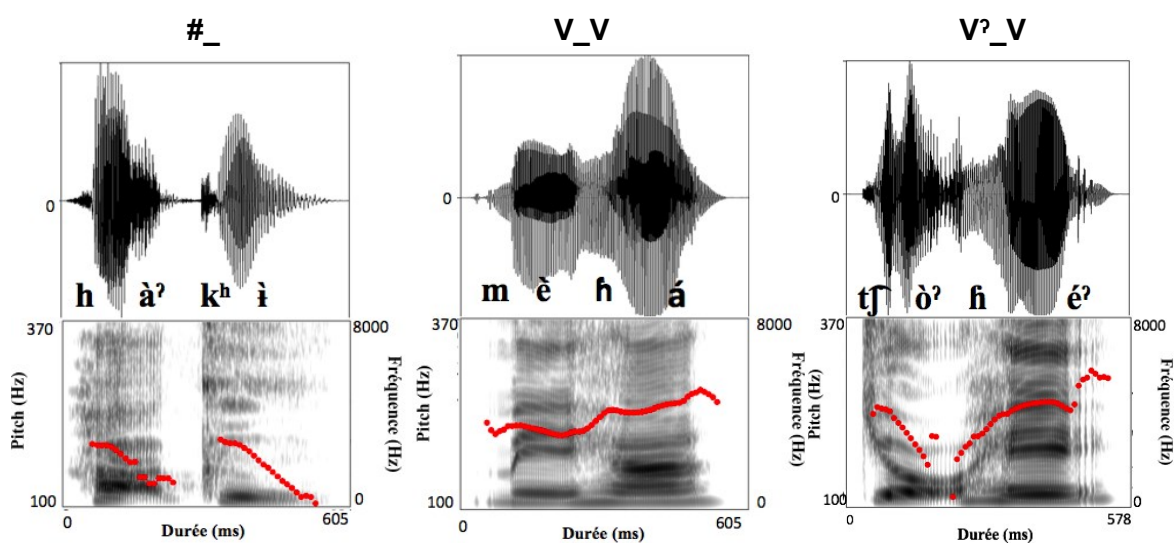 #_
V_V
Vˀ_V
0
0
0
h àˀ kʰ ɨ̀
m è ɦ á
t͡ʃ òˀ ɦ éˀ
370
Pitch (Hz)
100
8000
Fréquence (Hz)
0
0
Durée (ms)
605
370
Pitch (Hz)
100
8000
Fréquence (Hz)
0
0
Durée (ms)
605
370
Pitch (Hz)
100
8000
Fréquence (Hz)
0
0
Durée (ms)
578